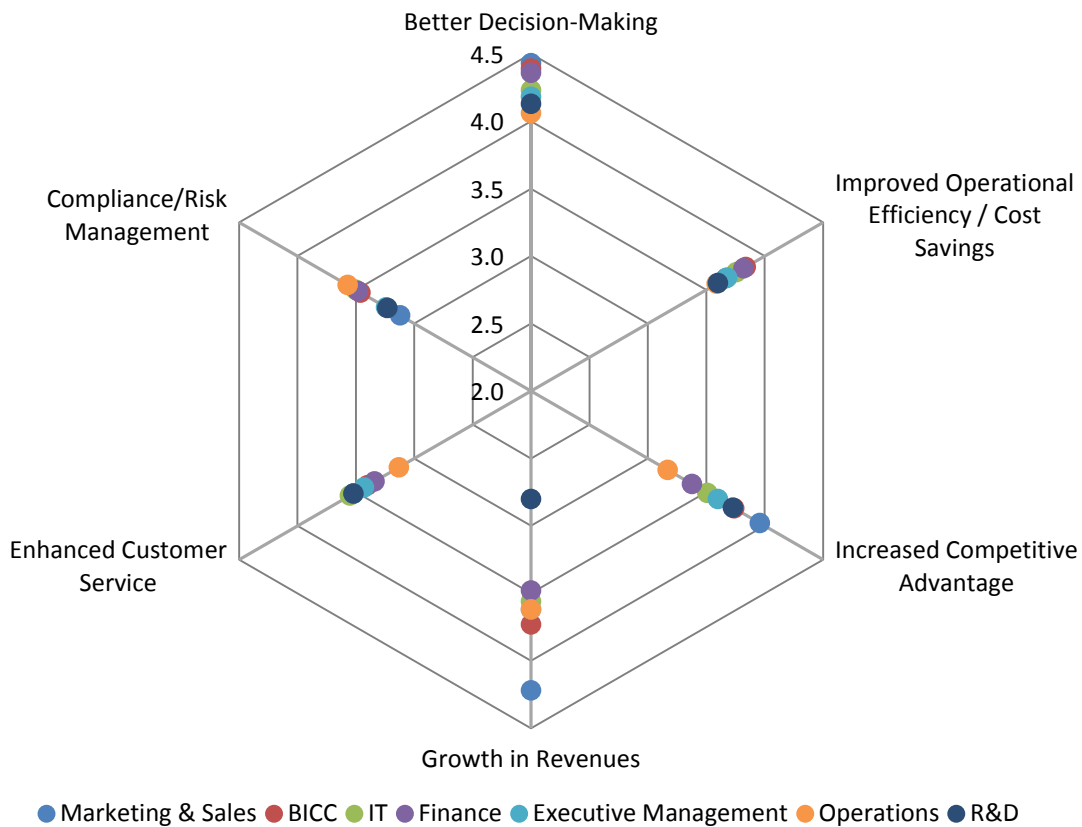 Better Decision-Making
4.5
4.0
3.5
3.0
2.5
2.0
Improved Operational
Efficiency / Cost
Savings
Increased Competitive
Advantage
Growth in Revenues
Enhanced Customer
Service
Compliance/Risk
Management
Marketing & Sales BICC IT Finance Executive Management Operations R&D